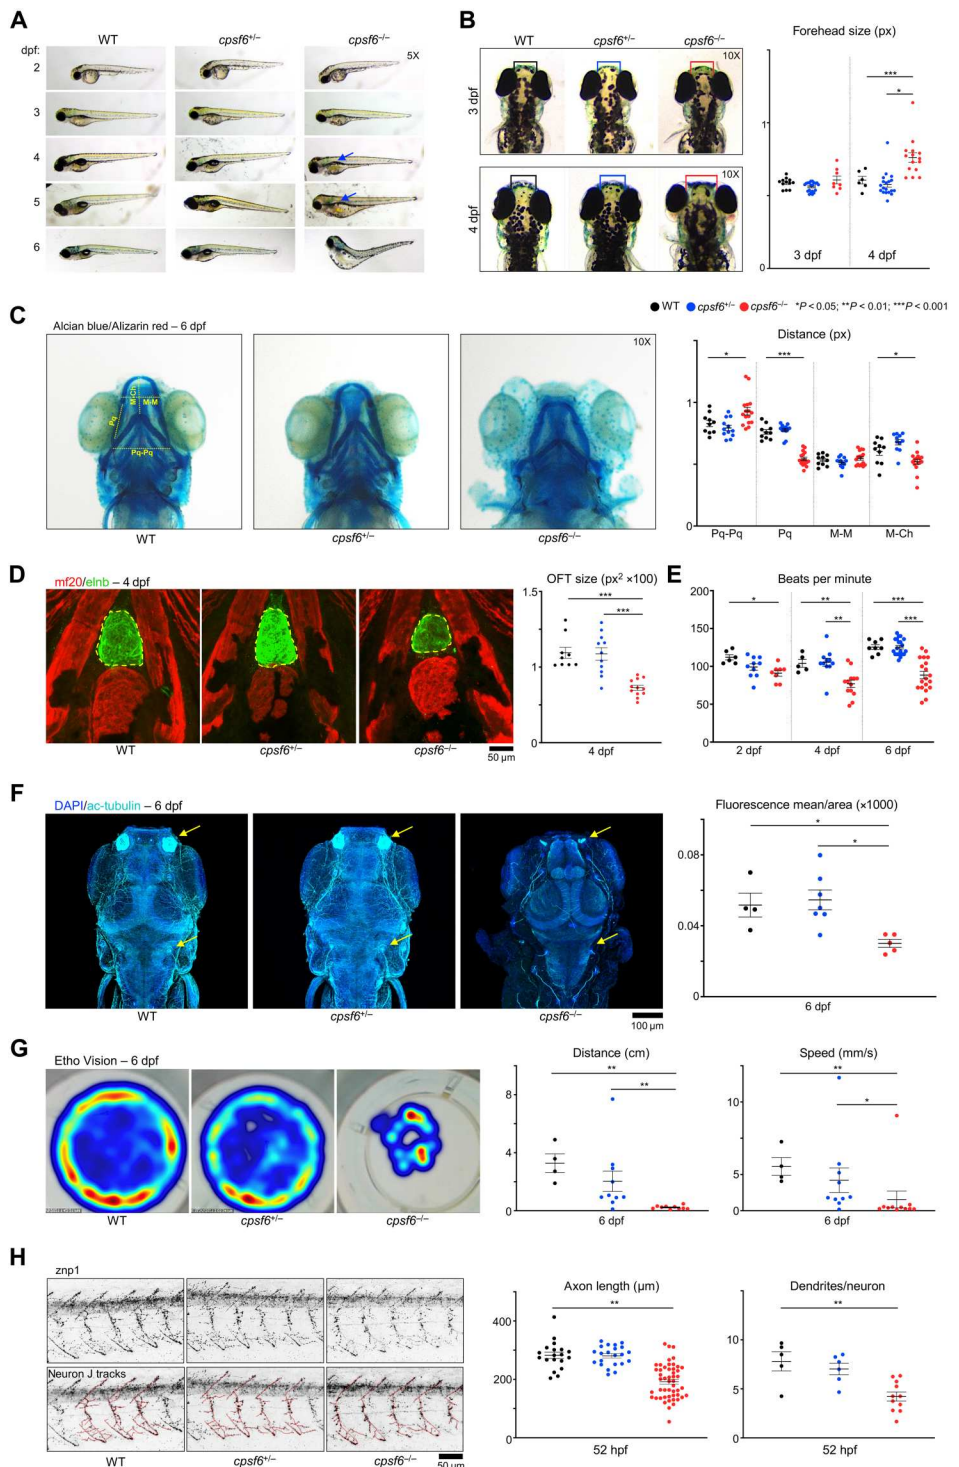 A
WT
cpsf6+/–
cpsf6–/–
dpf:
5X
2
3
4
5
6
B
WT
cpsf6+/–
cpsf6–/–
10X
3 dpf
10X
4 dpf
Forehead size (px)
***
*
1
0
3 dpf
4 dpf
WT cpsf6+/– cpsf6–/– *P < 0.05; **P < 0.01; ***P < 0.001
C
Alcian blue/Alizarin red – 6 dpf
10X
M-Ch
M-M
Pq
Pq-Pq
WT
cpsf6+/–
cpsf6–/–
Distance (px)
*
***
*
1
0
Pq-Pq
Pq
M-M
M-Ch
D
mf20/elnb – 4 dpf
WT
cpsf6+/–
cpsf6–/–
50 µm
OFT size (px² ×100)
***
***
1.5
1
0
4 dpf
E
Beats per minute
200
150
100
50
0
*
**
**
***
***
2 dpf
4 dpf
6 dpf
F
DAPI/ac-tubulin – 6 dpf
WT
cpsf6+/–
cpsf6–/–
100 µm
Fluorescence mean/area (×1000)
*
*
0.08
0.04
0
6 dpf
G
Etho Vision – 6 dpf
WT
cpsf6+/–
cpsf6–/–
Distance (cm)
**
**
8
4
0
6 dpf
Speed (mm/s)
**
*
10
5
0
6 dpf
H
znp1
Neuron J tracks
WT
cpsf6+/–
cpsf6–/–
50 µm
Axon length (µm)
**
400
200
0
52 hpf
Dendrites/neuron
**
10
5
0
52 hpf